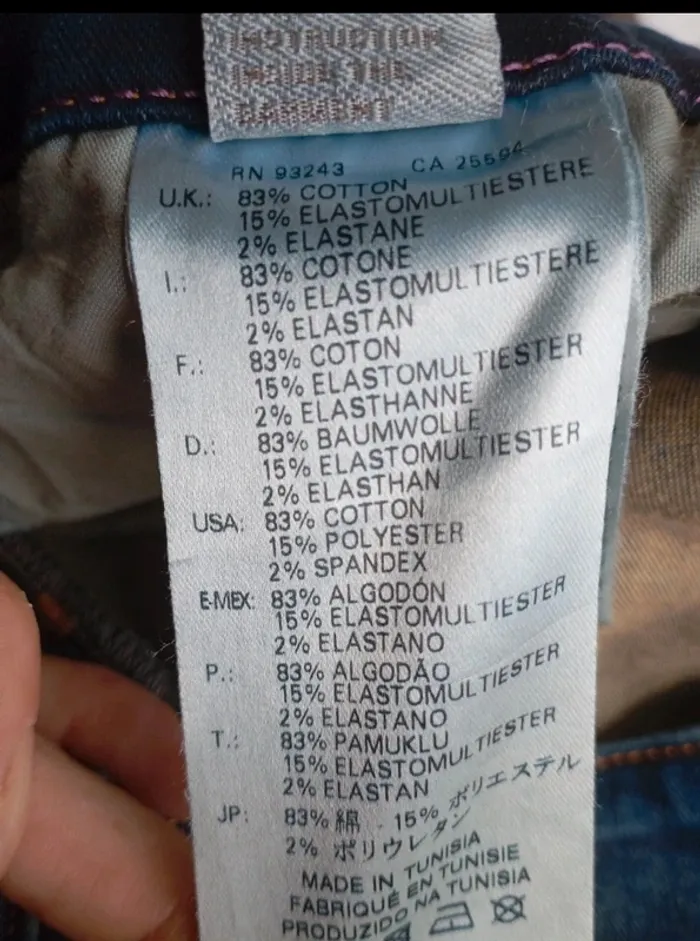 INSTRUCTION
INSIDE THE
GARMENT
RN 93243 CA 25594
U.K.: 83% COTTON
15% ELASTOMULTIESTERE
2% ELASTANE
I.: 83% COTONE
15% ELASTOMULTIESTERE
2% ELASTAN
F.: 83% COTON
15% ELASTOMULTIESTER
2% ELASTHANNE
D.: 83% BAUMWOLLE
15% ELASTOMULTIESTER
2% ELASTHAN
USA: 83% COTTON
15% POLYESTER
2% SPANDEX
E-MEX: 83% ALGODÓN
15% ELASTOMULTIESTER
2% ELASTANO
P.: 83% ALGODÃO
15% ELASTOMULTIESTER
2% ELASTANO
T.: 83% PAMUKLU
15% ELASTOMULTIESTER
2% ELASTAN
JP: 83% 綿 - 15% ポリエステル
2% ポリウレタン
MADE IN TUNISIA
FABRIQUÉ EN TUNISIE
PRODUZIDO NA TUNISIA